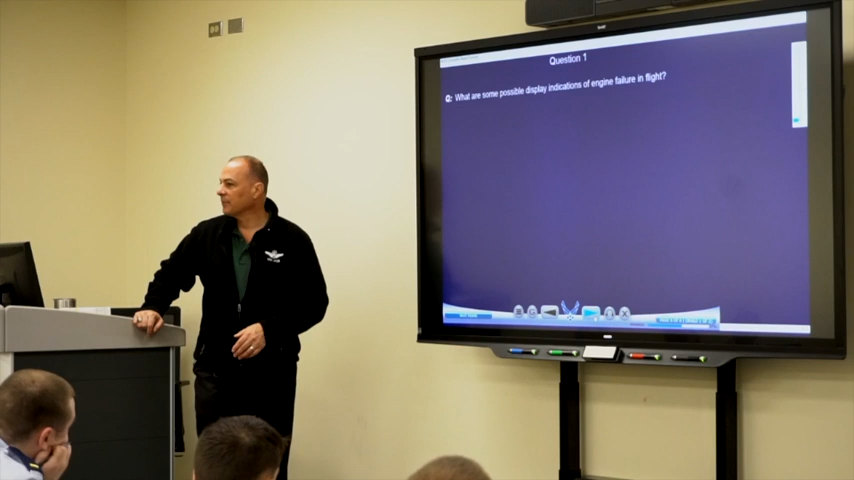 Question 1
Q: What are some possible display indications of engine failure in flight?